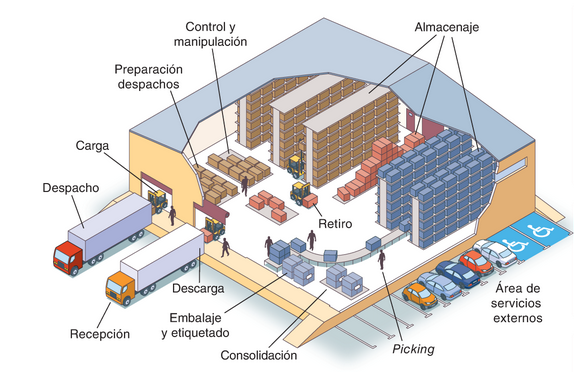 Control y
manipulación
Almacenaje
Preparación
despachos
Carga
Despacho
Retiro
Descarga
Área de
servicios
externos
Embalaje
y etiquetado
Recepción
Consolidación
Picking